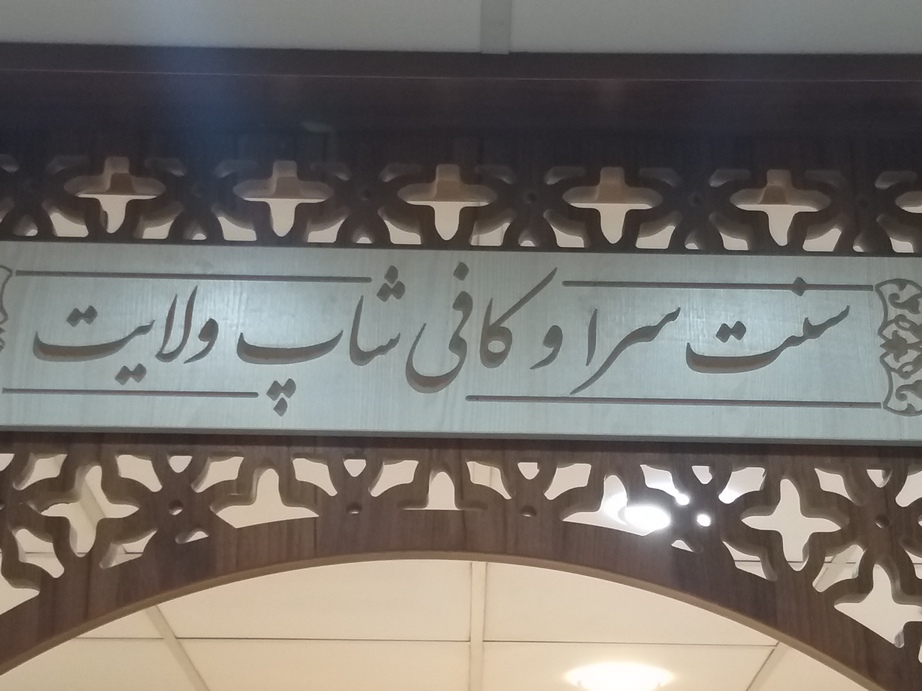 سنت سرا و کافی شاپ ولایت